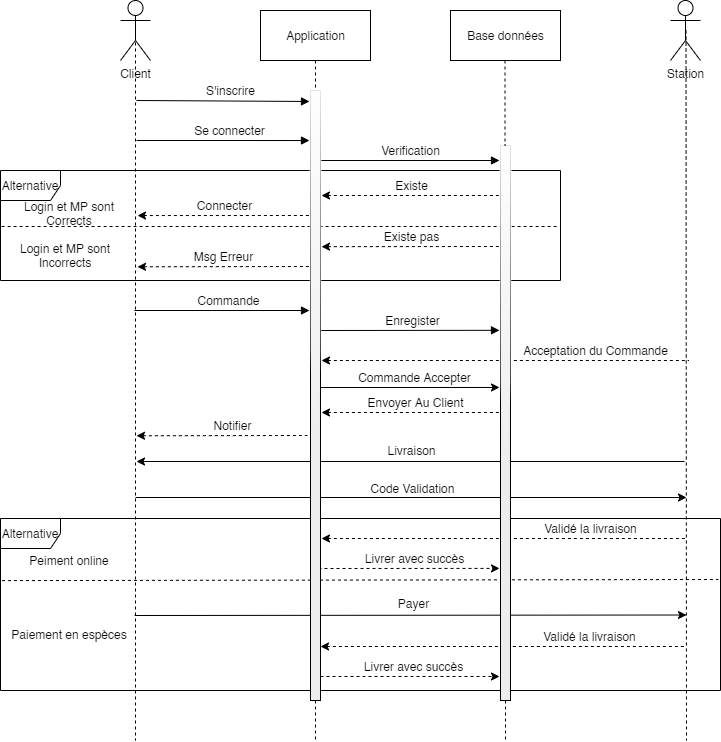 Application
Base données
Client
Station
S'inscrire
Se connecter
Verification
Alternative
Existe
Login et MP sont
Corrects
Connecter
Existe pas
Login et MP sont
Incorrects
Msg Erreur
Commande
Enregister
Acceptation du Commande
Commande Accepter
Envoyer Au Client
Notifier
Livraison
Code Validation
Alternative
Validé la livraison
Peiment online
Livrer avec succès
Payer
Paiement en espèces
Validé la livraison
Livrer avec succès